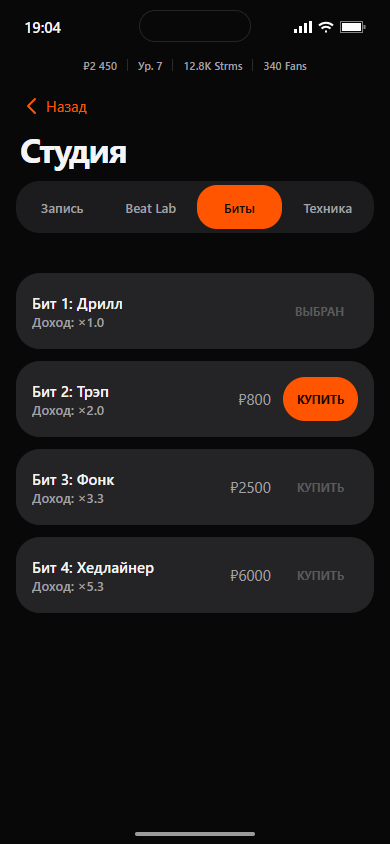 19:04
₽2 450 Ур. 7 12.8K Strms 340 Fans
Назад
Студия
Запись Beat Lab Биты Техника
Бит 1: Дрилл
Доход: ×1.0
ВЫБРАН
Бит 2: Трэп
Доход: ×2.0
₽800 КУПИТЬ
Бит 3: Фонк
Доход: ×3.3
₽2500 КУПИТЬ
Бит 4: Хедлайнер
Доход: ×5.3
₽6000 КУПИТЬ